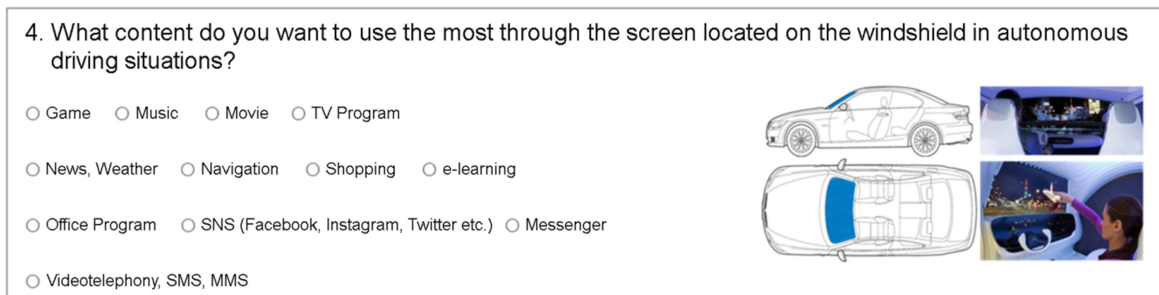 4. What content do you want to use the most through the screen located on the windshield in autonomous
driving situations?
Game Music Movie TV Program
News, Weather Navigation Shopping e-learning
Office Program SNS (Facebook, Instagram, Twitter etc.) Messenger
Videotelephony, SMS, MMS